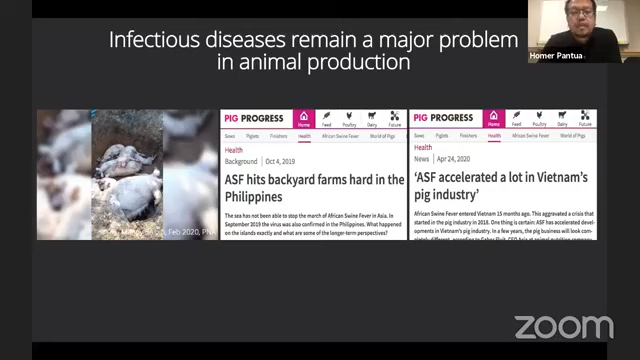 Infectious diseases remain a major problem
in animal production
Homer Pantua
Feb 2020, PNA
PIG PROGRESS
Home
Feed
Poultry
Dairy
Future
Sows
Piglets
Finishers
Health
African Swine Fever
World of Pigs
Health
Background | Oct 4, 2019
ASF hits backyard farms hard in the
Philippines
The sea has not been able to stop the march of African Swine Fever in Asia. In
September 2019 the virus was also confirmed in the Philippines. What happened
on the islands exactly and what are some of the longer-term perspectives?
PIG PROGRESS
Home
Feed
Poultry
Dairy
Future
Sows
Piglets
Finishers
Health
African Swine Fever
World of
Health
News | Apr 24, 2020
'ASF accelerated a lot in Vietnam's
pig industry'
African Swine Fever entered Vietnam 15 months ago. This aggravated a crisis that
started in the pig industry in 2016. One thing is certain: ASF has accelerated devel-
opments in Vietnam's pig industry. In a few years, the pig business will look com-
zoom